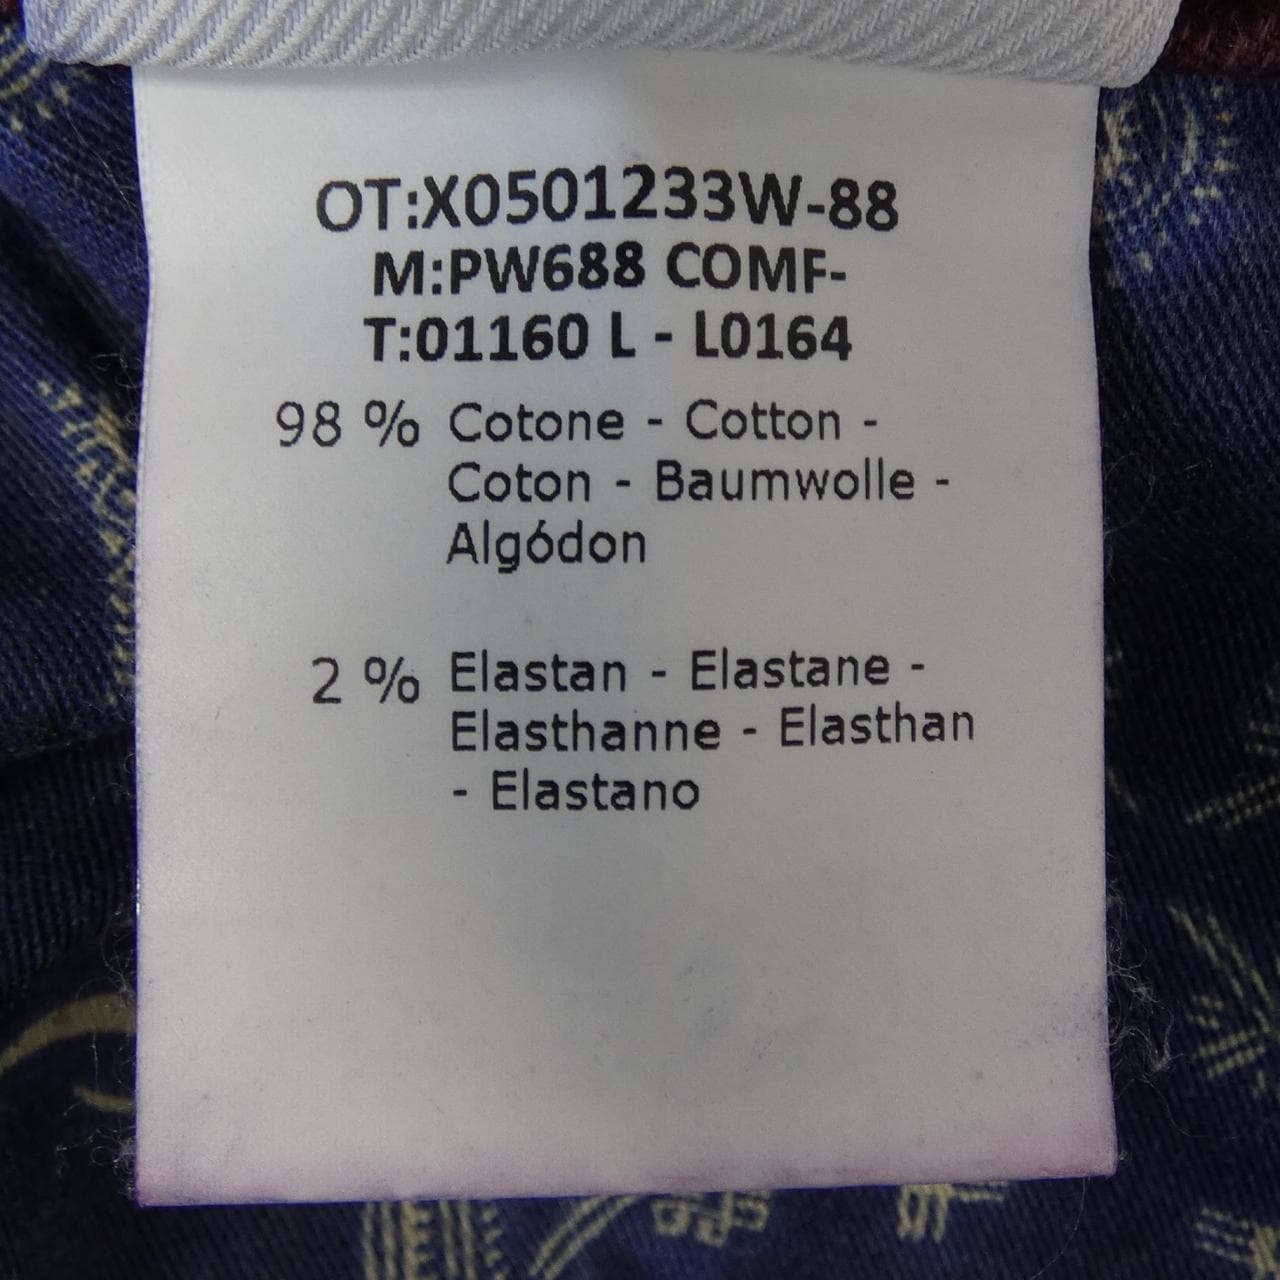 OT:X0501233W-88
M:PW688 COMF-
T:01160 L - L0164
98 % Cotone - Cotton -
Coton - Baumwolle -
Algódon
2 % Elastan - Elastane -
Elasthanne - Elasthan
- Elastano